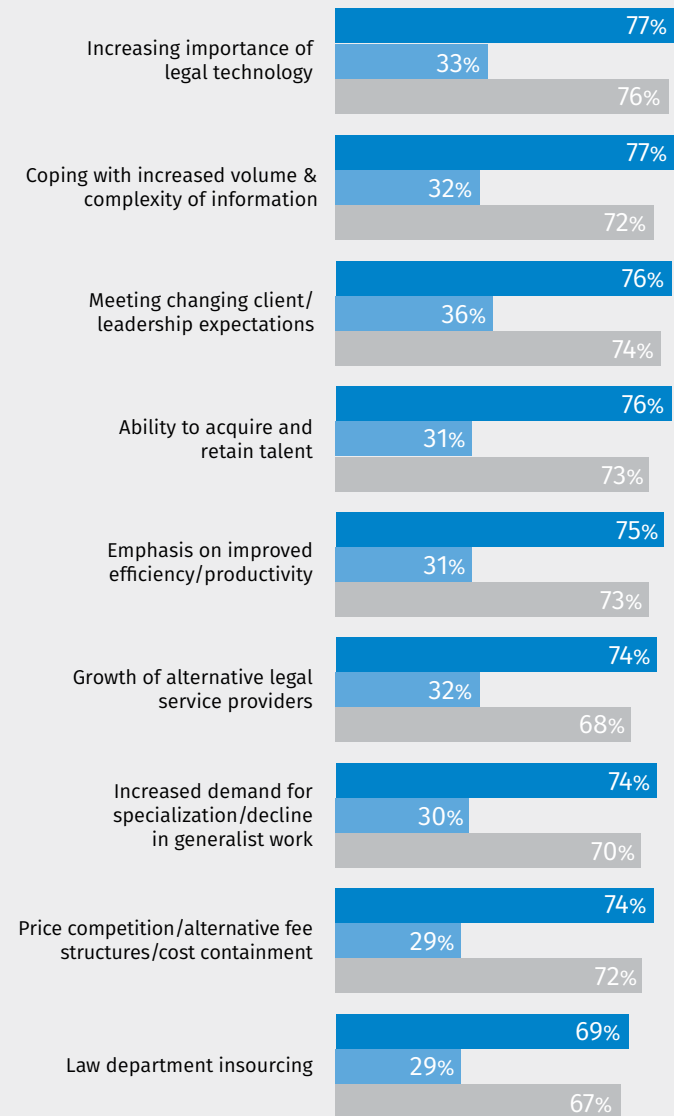 77%
Increasing importance of
legal technology
33%
76%
77%
Coping with increased volume &
complexity of information
32%
72%
76%
Meeting changing client/
leadership expectations
36%
74%
76%
Ability to acquire and
retain talent
31%
73%
75%
Emphasis on improved
efficiency/productivity
31%
73%
74%
Growth of alternative legal
service providers
32%
68%
74%
Increased demand for
specialization/decline
in generalist work
30%
70%
74%
Price competition/alternative fee
structures/cost containment
29%
72%
69%
Law department insourcing
29%
67%